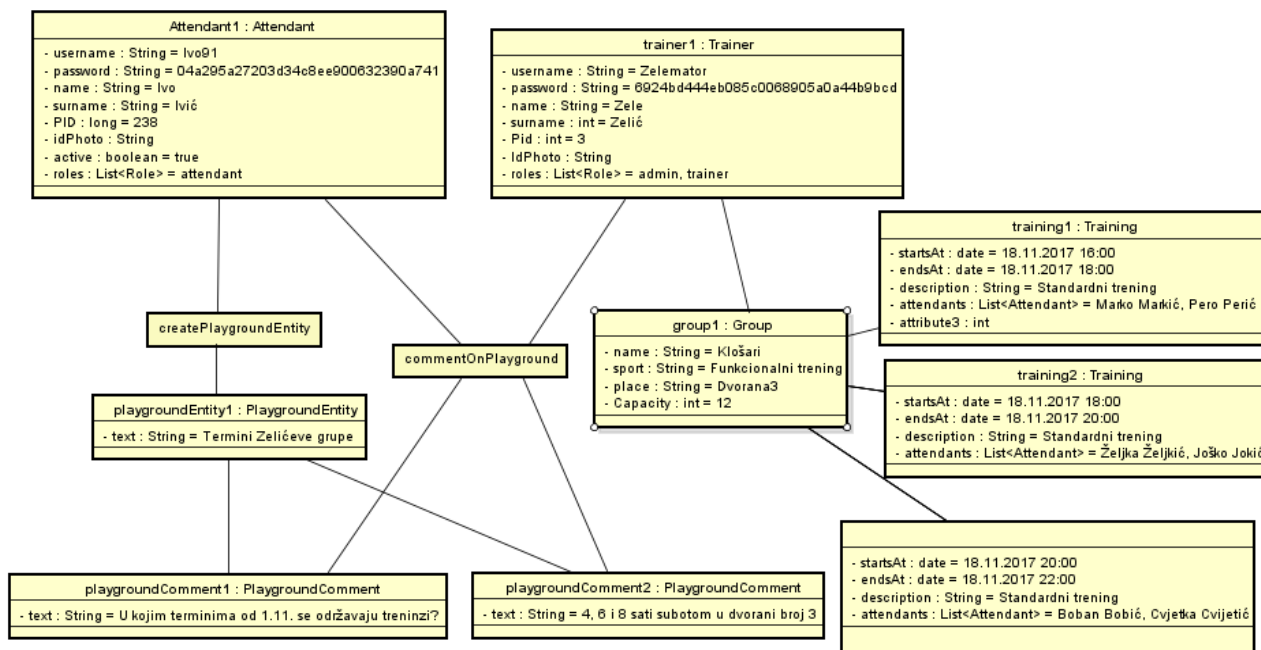 Attendant1 : Attendant
- username : String = Ivo91
- password : String = 04a295a27203d34c8ee900632390a741
- name : String = Ivo
- surname : String = Ivić
- PID : long = 238
- idPhoto : String
- active : boolean = true
- roles : List<Role> = attendant
trainer1 : Trainer
- username : String = Zelemator
- password : String = 6924bd444eb085c0068905a0a44b9bcd
- name : String = Zele
- surname : int = Zelić
- Pid : int = 3
- IdPhoto : String
- roles : List<Role> = admin, trainer
training1 : Training
- startsAt : date = 18.11.2017 16:00
- endsAt : date = 18.11.2017 18:00
- description : String = Standardni trening
- attendants : List<Attendant> = Marko Markić, Pero Perić
- attribute3 : int
createPlaygroundEntity
commentOnPlayground
group1 : Group
- name : String = Klošari
- sport : String = Funkcionalni trening
- place : String = Dvorana3
- Capacity : int = 12
training2 : Training
- startsAt : date = 18.11.2017 18:00
- endsAt : date = 18.11.2017 20:00
- description : String = Standardni trening
- attendants : List<Attendant> = Željka Željkić, Joško Jokić
playgroundEntity1 : PlaygroundEntity
- text : String = Termini Zelićeve grupe
- startsAt : date = 18.11.2017 20:00
- endsAt : date = 18.11.2017 22:00
- description : String = Standardni trening
- attendants : List<Attendant> = Boban Bobić, Cvjetka Cvijetić
playgroundComment1 : PlaygroundComment
- text : String = U kojim terminima od 1.11. se održavaju treninzi?
playgroundComment2 : PlaygroundComment
- text : String = 4, 6 i 8 sati subotom u dvorani broj 3